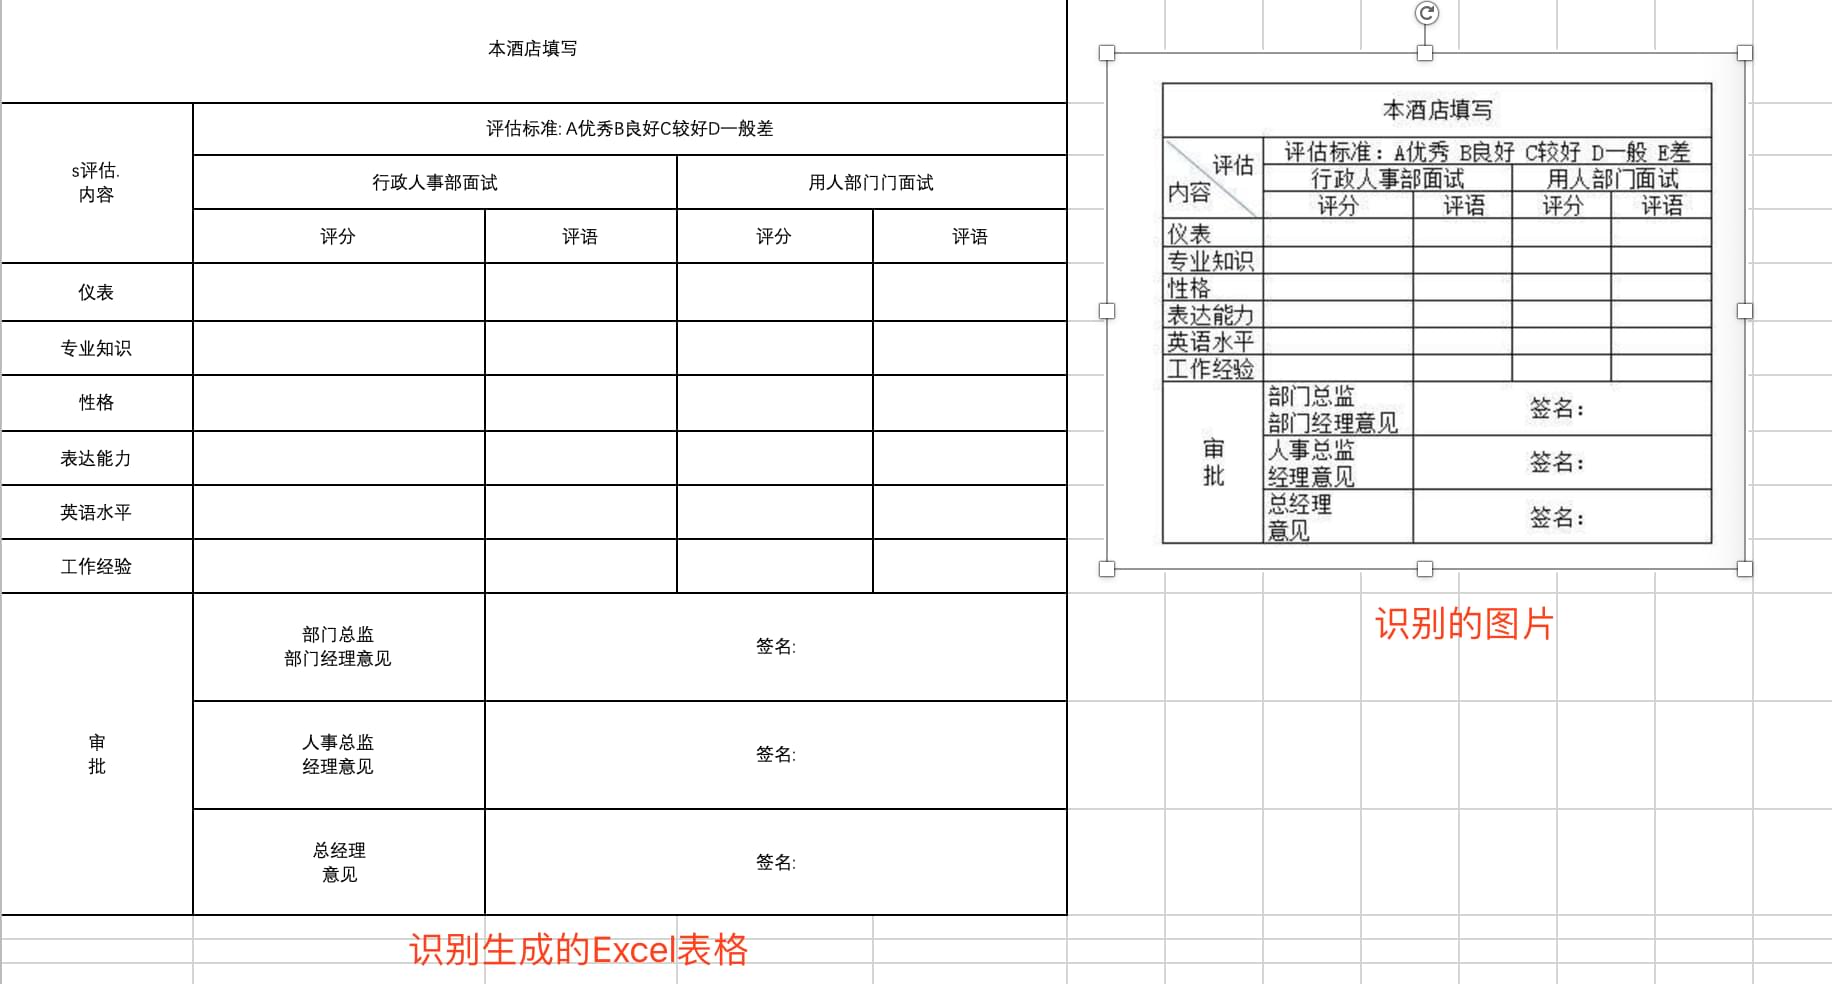 本酒店填写
s评估.
内容
评估标准: A优秀B良好C较好D一般差
行政人事部面试
用人部门门面试
评分
评语
评分
评语
仪表
专业知识
性格
表达能力
英语水平
工作经验
审
批
部门总监
部门经理意见
签名:
人事总监
经理意见
签名:
总经理
意见
签名:
识别生成的Excel表格
本酒店填写
评估
内容
评估标准：A优秀 B良好 C较好 D一般 E差
行政人事部面试
用人部门面试
评分
评语
评分
评语
仪表
专业知识
性格
表达能力
英语水平
工作经验
审
批
部门总监
部门经理意见
签名：
人事总监
经理意见
签名：
总经理
意见
签名：
识别的图片